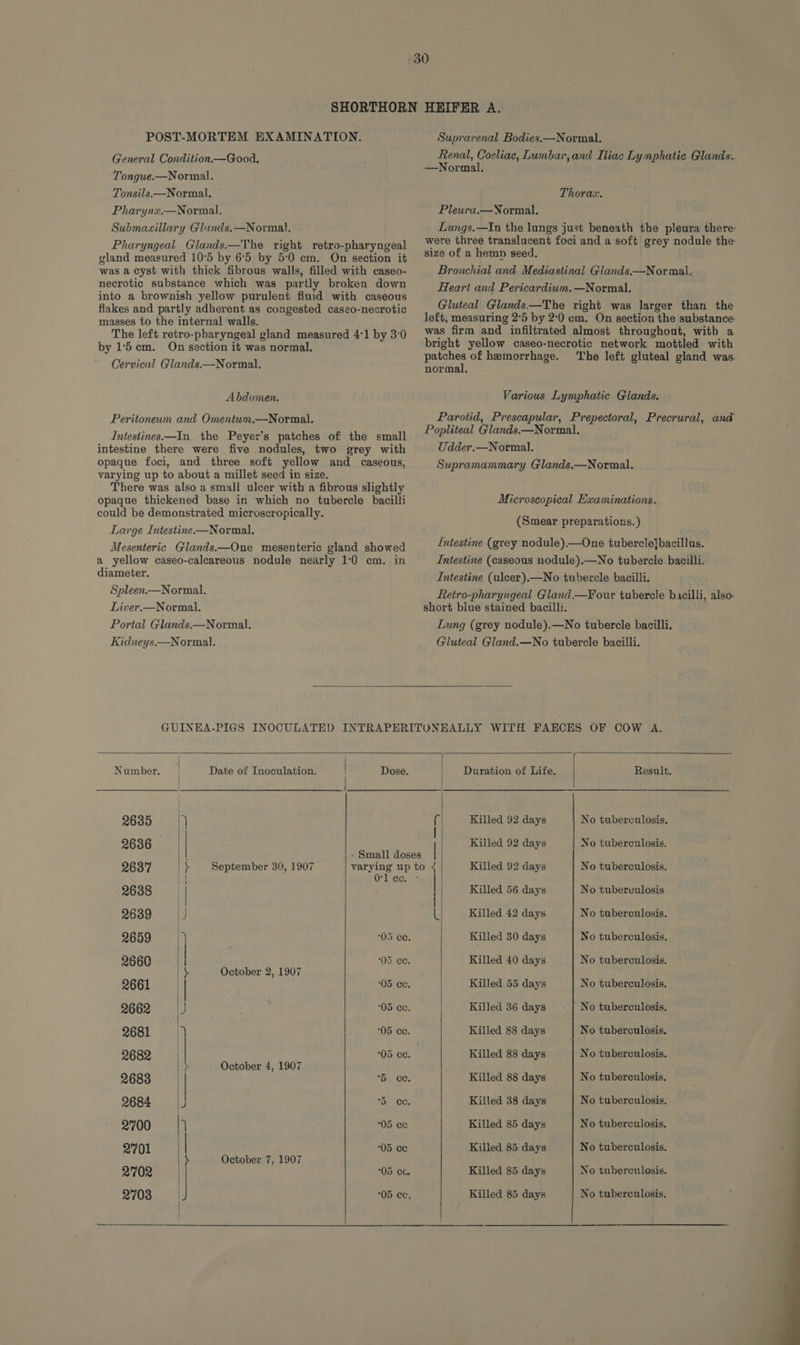 30
SHORTHORN HEIFER A.
POST-MORTEM EXAMINATION.
General Condition.—Good.
Tongue.—Normal.
Tonsils.—Normal.
Pharynx.—Normal.
Submaxillary Glands.—Normal.
Pharyngeal Glands.—The right retro-pharyngeal
gland measured 10·5 by 6·5 by 5·0 cm. On section it
was a cyst with thick fibrous walls, filled with caseo-
necrotic substance which was partly broken down
into a brownish yellow purulent fluid with caseous
flakes and partly adherent as congested caseo-necrotic
masses to the internal walls.
The left retro-pharyngeal gland measured 4·1 by 3·0
by 1·5 cm. On section it was normal.
Cervical Glands.—Normal.
Abdomen.
Peritoneum and Omentum.—Normal.
Intestines.—In the Peyer's patches of the small
intestine there were five nodules, two grey with
opaque foci, and three soft yellow and caseous,
varying up to about a millet seed in size.
There was also a small ulcer with a fibrous slightly
opaque thickened base in which no tubercle bacilli
could be demonstrated microscropically.
Large Intestine.—Normal.
Mesenteric Glands.—One mesenteric gland showed
a yellow caseo-calcareous nodule nearly 1·0 cm. in
diameter.
Spleen.—Normal.
Liver.—Normal.
Portal Glands.—Normal.
Kidneys.—Normal.
Suprarenal Bodies.—Normal.
Renal, Coeliac, Lumbar, and Iliac Lymphatic Glands.
—Normal.
Thorax.
Pleura.—Normal.
Lungs.—In the lungs just beneath the pleura there
were three translucent foci and a soft grey nodule the
size of a hemp seed.
Bronchial and Mediastinal Glands.—Normal.
Heart and Pericardium.—Normal.
Gluteal Glands.—The right was larger than the
left, measuring 2·5 by 2·0 cm. On section the substance
was firm and infiltrated almost throughout, with a
bright yellow caseo-necrotic network mottled with
patches of hæmorrhage. The left gluteal gland was
normal.
Various Lymphatic Glands.
Parotid, Prescapular, Prepectoral, Precrural, and
Popliteal Glands.—Normal.
Udder.—Normal.
Supramammary Glands.—Normal.
Microscopical Examinations.
(Smear preparations.)
Intestine (grey nodule).—One tubercle bacillus.
Intestine (caseous nodule).—No tubercle bacilli.
Intestine (ulcer).—No tubercle bacilli.
Retro-pharyngeal Gland.—Four tubercle bacilli, also
short blue stained bacilli.
Lung (grey nodule).—No tubercle bacilli.
Gluteal Gland.—No tubercle bacilli.
GUINEA-PIGS INOCULATED INTRAPERITONEALLY WITH FAECES OF COW A.
Number. Date of Inoculation. Dose. Duration of Life. Result.
2635 Killed 92 days No tuberculosis.
2636 Killed 92 days No tuberculosis.
2637 September 30, 1907 Small doses varying up to 0·1 cc. Killed 92 days No tuberculosis.
2638 Killed 56 days No tuberculosis
2639 Killed 42 days No tuberculosis.
2659 ·05 cc. Killed 30 days No tuberculosis.
2660 ·05 cc. Killed 40 days No tuberculosis.
October 2, 1907
2661 ·05 cc. Killed 55 days No tuberculosis.
2662 ·05 cc. Killed 36 days No tuberculosis.
2681 ·05 cc. Killed 88 days No tuberculosis.
2682 ·05 cc. Killed 88 days No tuberculosis.
October 4, 1907
2683 ·5 cc. Killed 88 days No tuberculosis.
2684 ·5 cc. Killed 38 days No tuberculosis.
2700 ·05 cc Killed 85 days No tuberculosis.
2701 ·05 cc Killed 85 days No tuberculosis.
October 7, 1907
2702 ·05 cc. Killed 85 days No tuberculosis.
2703 ·05 cc. Killed 85 days No tuberculosis.